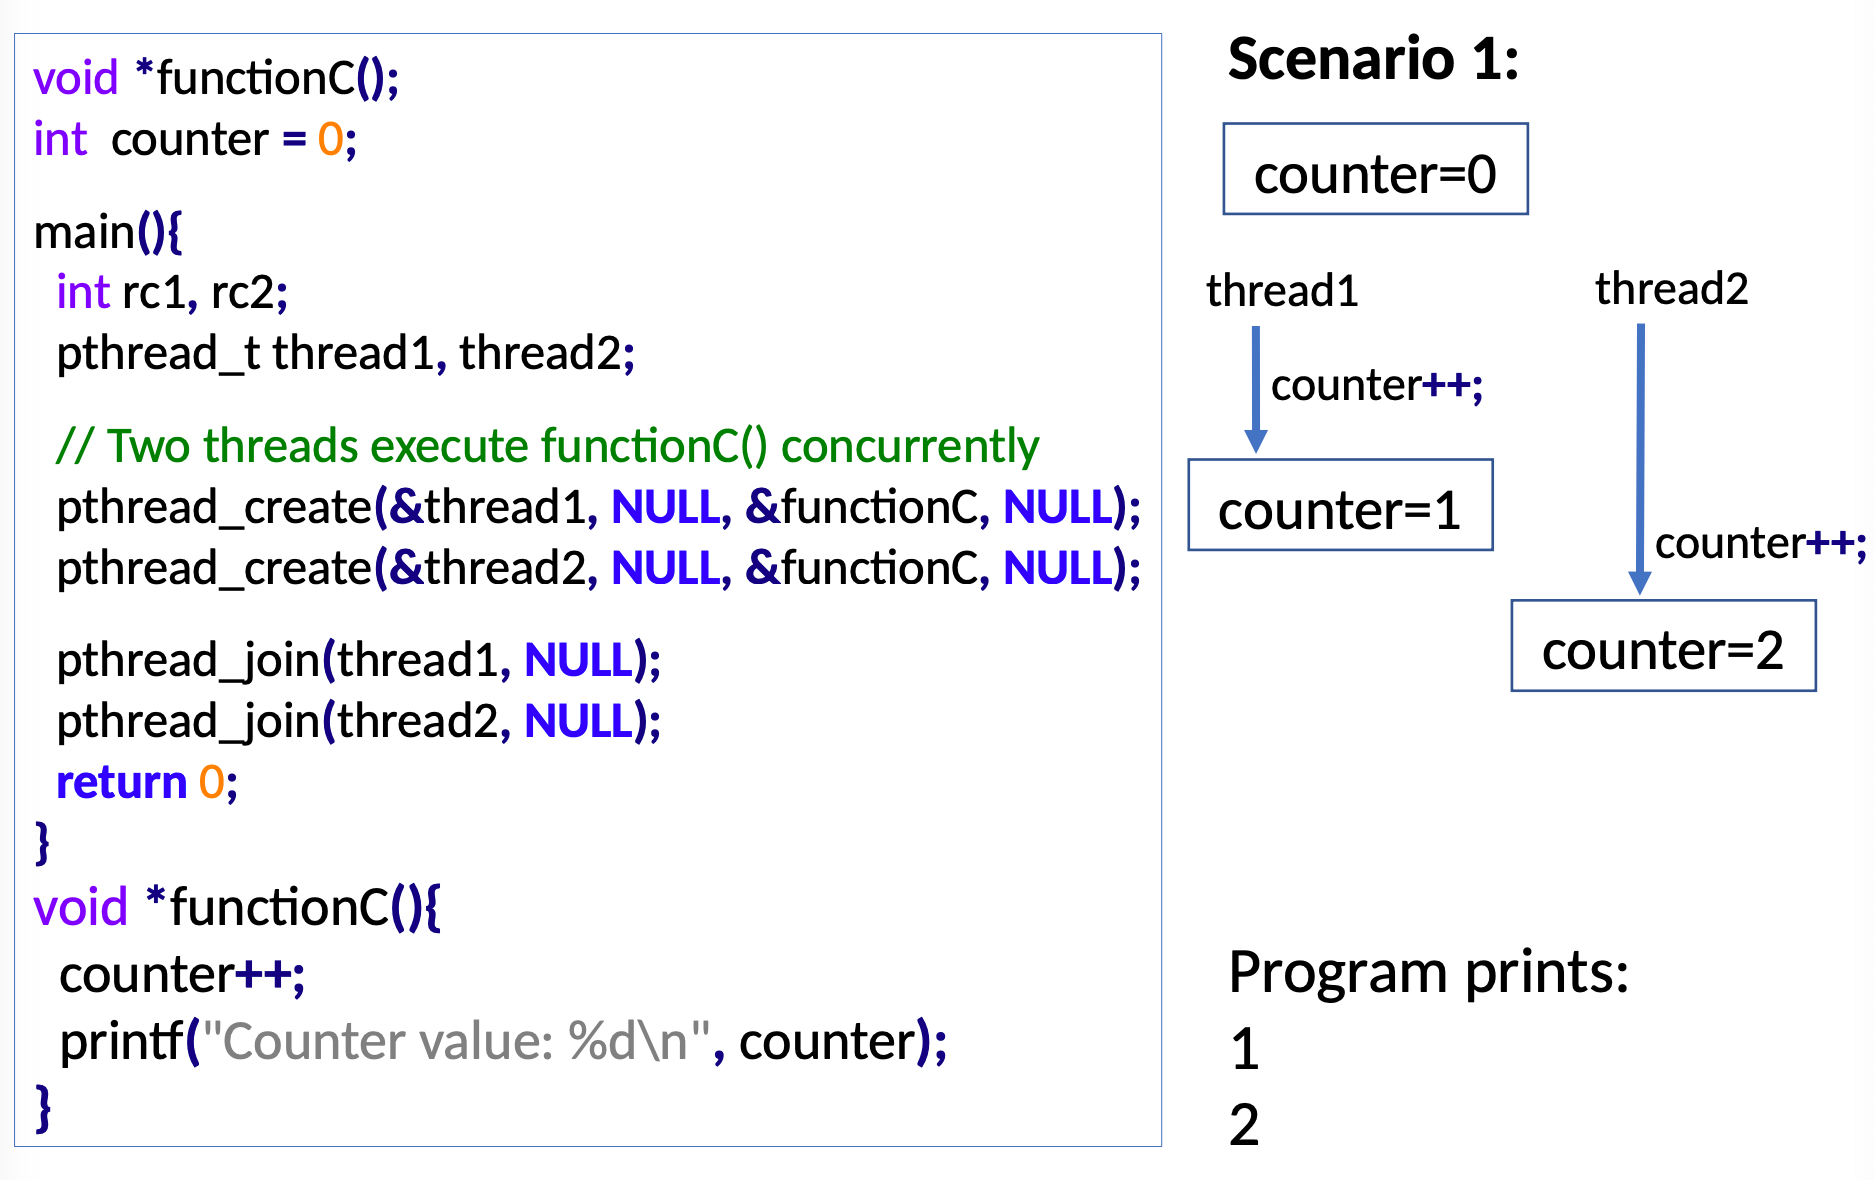 void *functionC();
int  counter = 0;
main(){
  int rc1, rc2;
  pthread_t thread1, thread2;
  // Two threads execute functionC() concurrently
  pthread_create(&thread1, NULL, &functionC, NULL);
  pthread_create(&thread2, NULL, &functionC, NULL);
  pthread_join(thread1, NULL);
  pthread_join(thread2, NULL);
  return 0;
}
void *functionC(){
  counter++;
  printf("Counter value: %d\n", counter);
}
Scenario 1:
counter=0
thread1
thread2
counter++;
counter=1
counter++;
counter=2
Program prints:
1
2